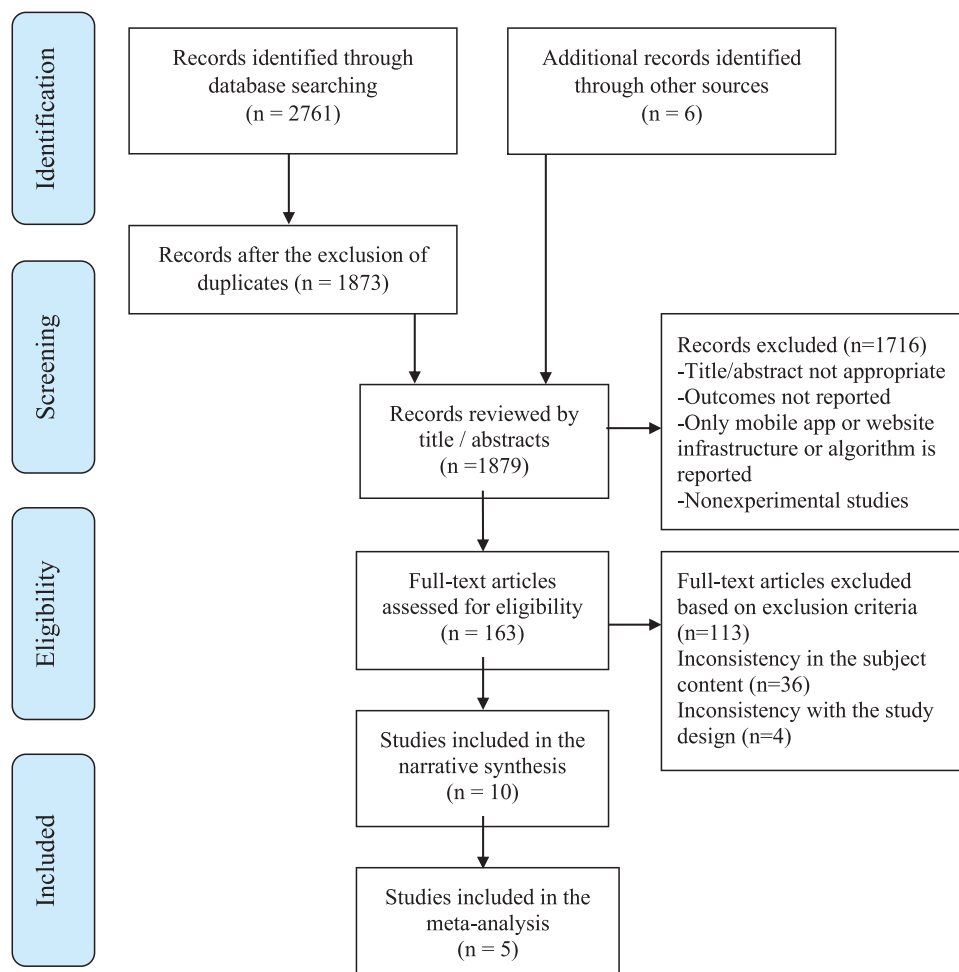 Identification
Records identified through
database searching
(n = 2761)
Additional records identified
through other sources
(n = 6)
Records after the exclusion of
duplicates (n = 1873)
Screening
Records reviewed by
title / abstracts
(n =1879)
Records excluded (n=1716)
-Title/abstract not appropriate
-Outcomes not reported
-Only mobile app or website
infrastructure or algorithm is
reported
-Nonexperimental studies
Eligibility
Full-text articles
assessed for eligibility
(n = 163)
Full-text articles excluded
based on exclusion criteria
(n=113)
Inconsistency in the subject
content (n=36)
Inconsistency with the study
design (n=4)
Studies included in the
narrative synthesis
(n = 10)
Included
Studies included in the
meta-analysis
(n = 5)